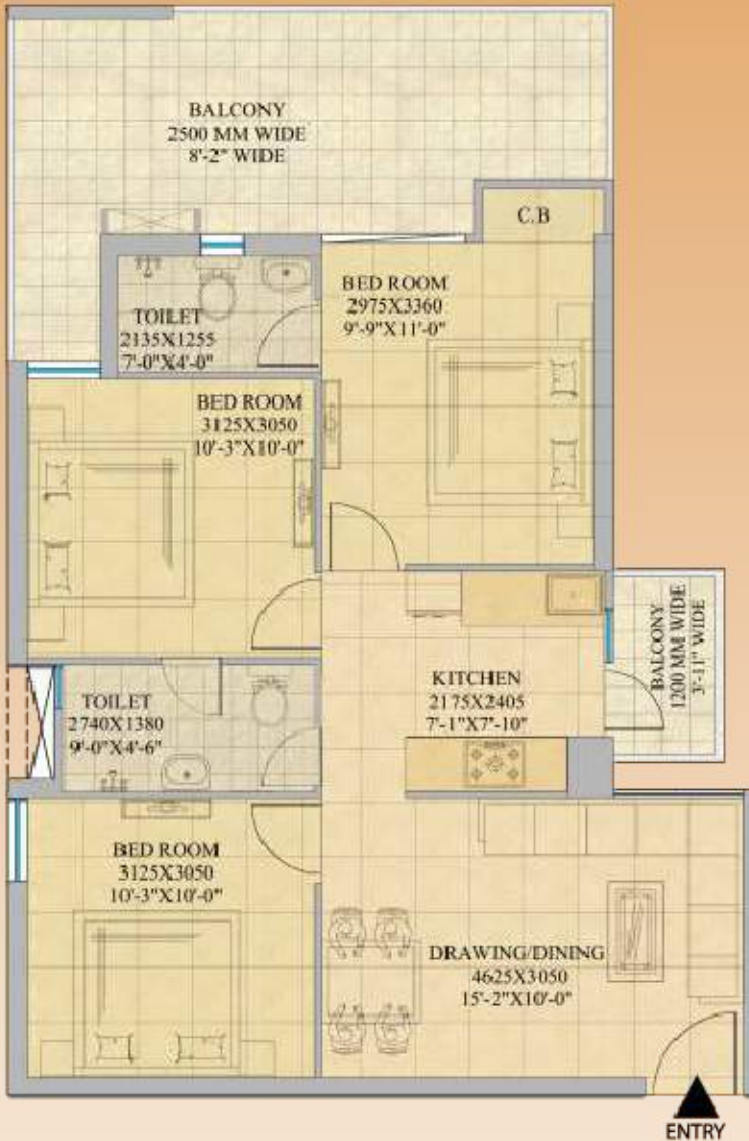 BALCONY
2500 MM WIDE
8'-2" WIDE
C.B
BED ROOM
2975X3360
9'-9"X11'-0"
TOILET
2135X1255
7'-0"X4'-0"
BED ROOM
3125X3050
10'-3"X10'-0"
BALCONY
1200 MM WIDE
3'-11" WIDE
KITCHEN
2175X2405
7'-1"X7'-10"
TOILET
2740X1380
9'-0"X4'-6"
BED ROOM
3125X3050
10'-3"X10'-0"
DRAWING/DINING
4625X3050
15'-2"X10'-0"
ENTRY